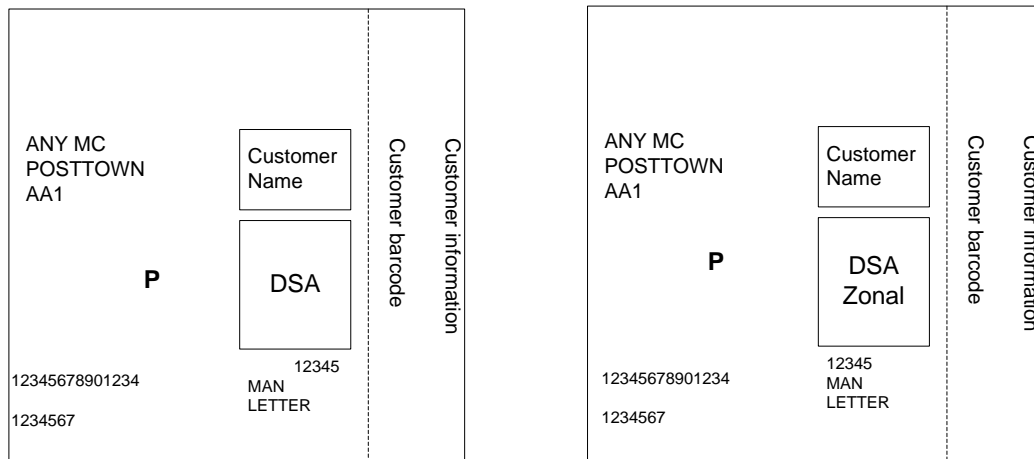 ANY MC
POSTTOWN
AA1
Customer
Name
P
DSA
12345
MAN
LETTER
12345678901234
1234567
Customer barcode
Customer information
ANY MC
POSTTOWN
AA1
Customer
Name
P
DSA
Zonal
12345
MAN
LETTER
12345678901234
1234567
Customer barcode
Customer information